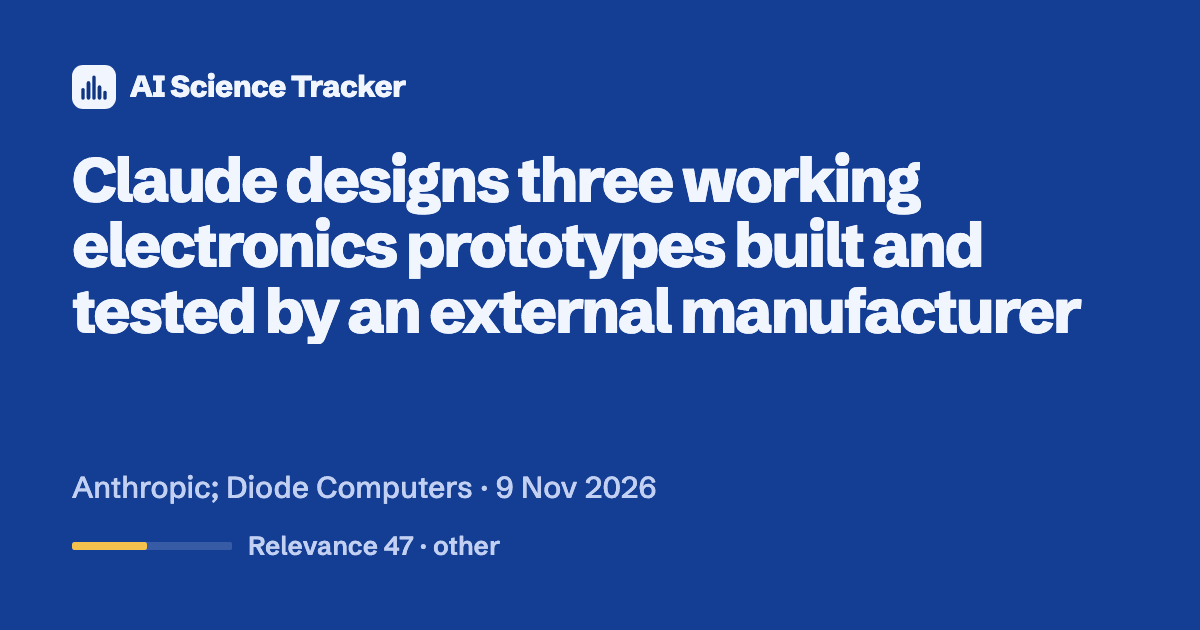 AI Science Tracker
Claude designs three working
electronics prototypes built and
tested by an external manufacturer
Anthropic; Diode Computers · 9 Nov 2026
Relevance 47 · other